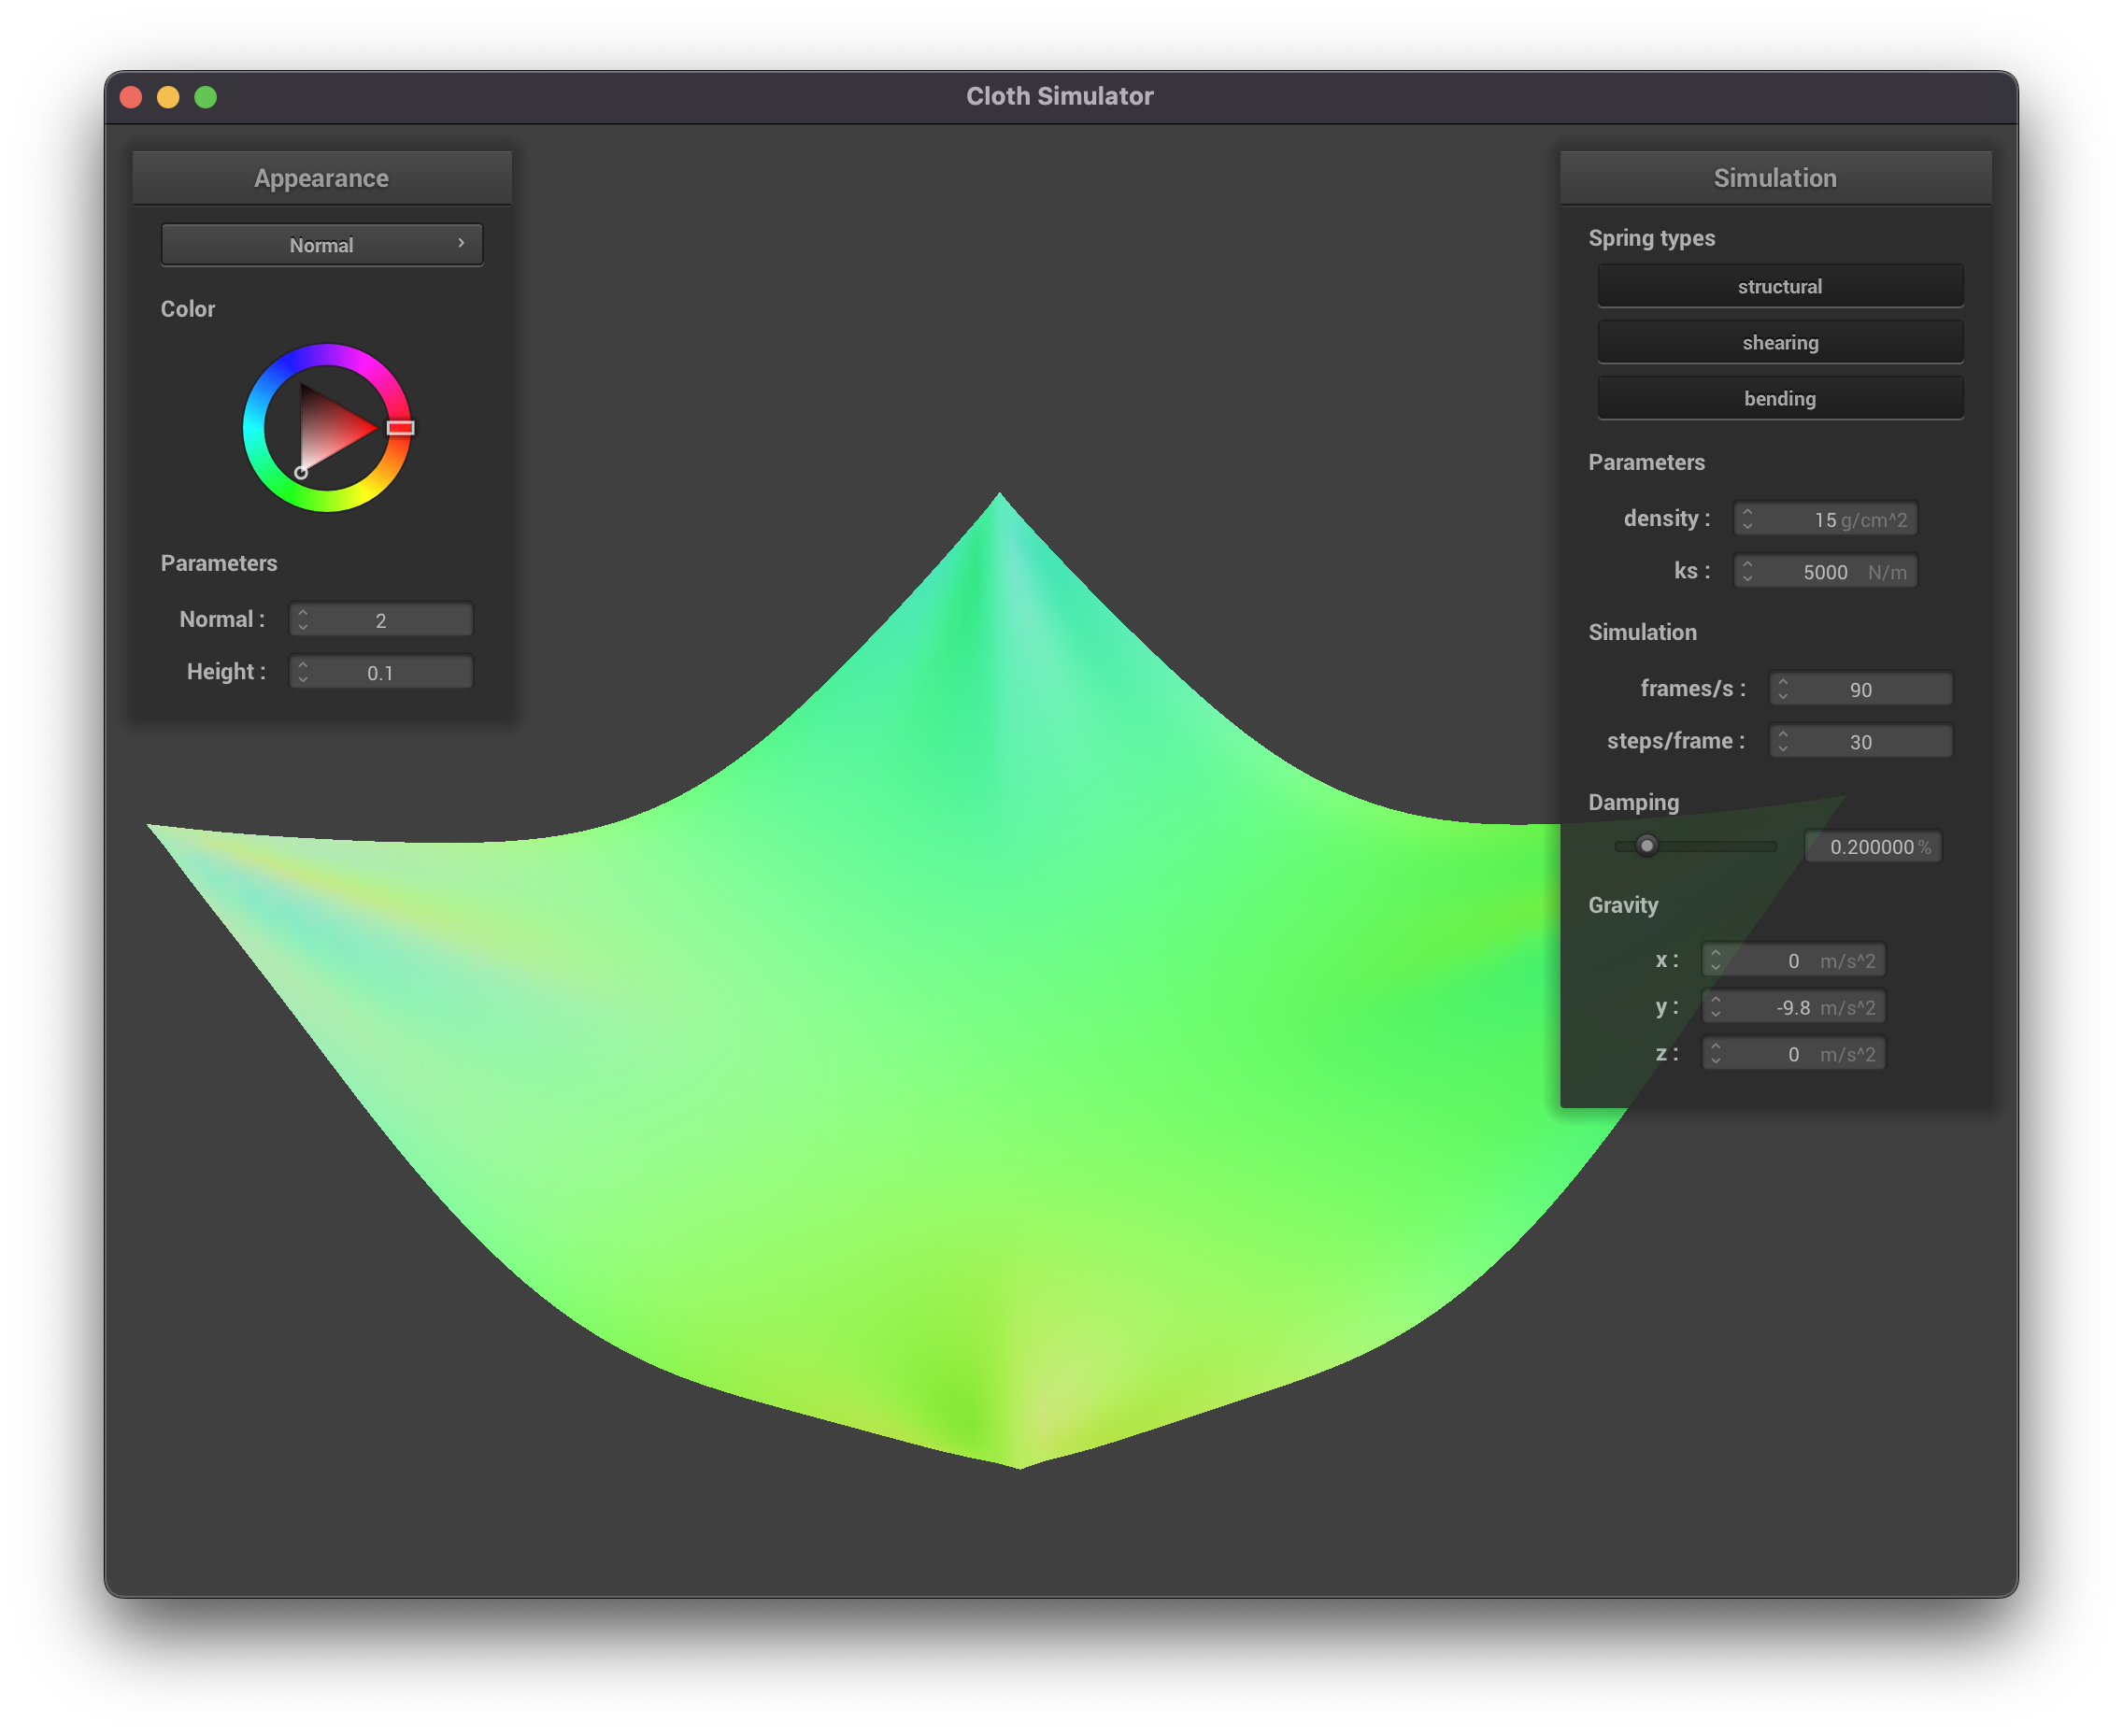 Cloth Simulator
Appearance
Normal
Color
Parameters
Normal : 2
Height : 0.1
Simulation
Spring types
structural
shearing
bending
Parameters
density : 15 g/cm^2
ks : 5000 N/m
Simulation
frames/s : 90
steps/frame : 30
Damping
0.200000 %
Gravity
x : 0 m/s^2
y : -9.8 m/s^2
z : 0 m/s^2